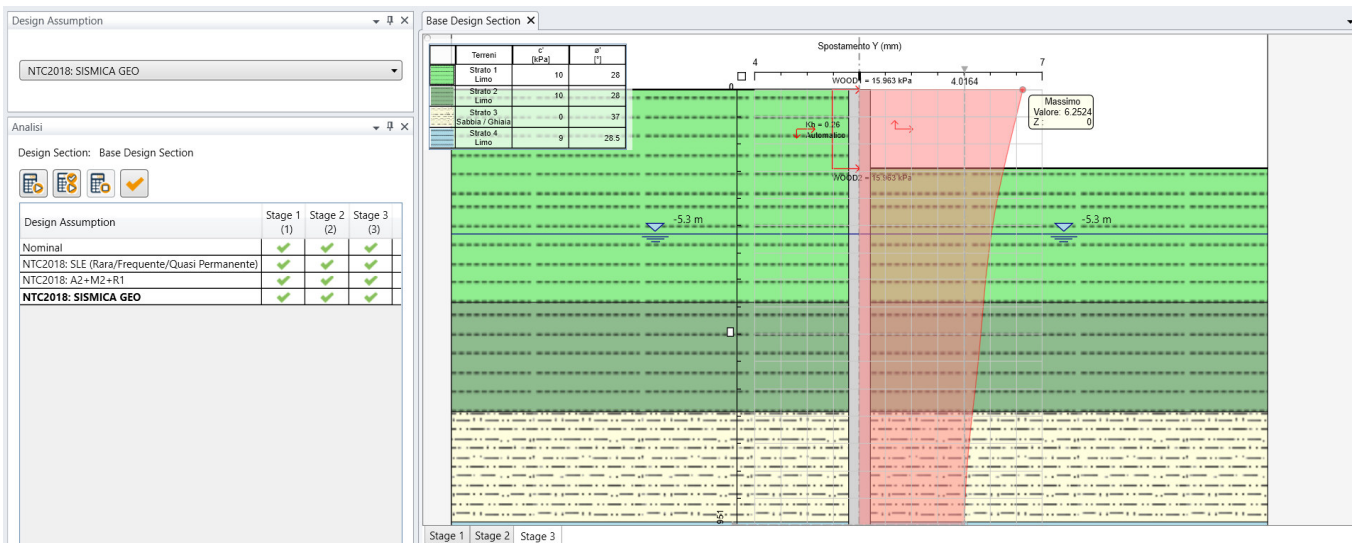 Design Assumption
NTC2018: SISMICA GEO
Analisi
Design Section: Base Design Section
Design Assumption
Stage 1 (1)
Stage 2 (2)
Stage 3 (3)
Nominal
NTC2018: SLE (Rara/Frequente/Quasi Permanente)
NTC2018: A2+M2+R1
NTC2018: SISMICA GEO
Base Design Section
Terreni c' [kPa] ø' [°]
Strato 1 Limo 10 28
Strato 2 Limo 10 28
Strato 3 Sabbia / Ghiaia 0 37
Strato 4 Limo 9 28.5
Spostamento Y (mm)
4 7
WOOD1 = 15.963 kPa
4.0164
0
Massimo
Valore: 6.2524
Z : 0
Kh = 0.26
Automatico
WOOD2 = 15.963 kPa
-5.3 m
-5.3 m
951
Stage 1 Stage 2 Stage 3